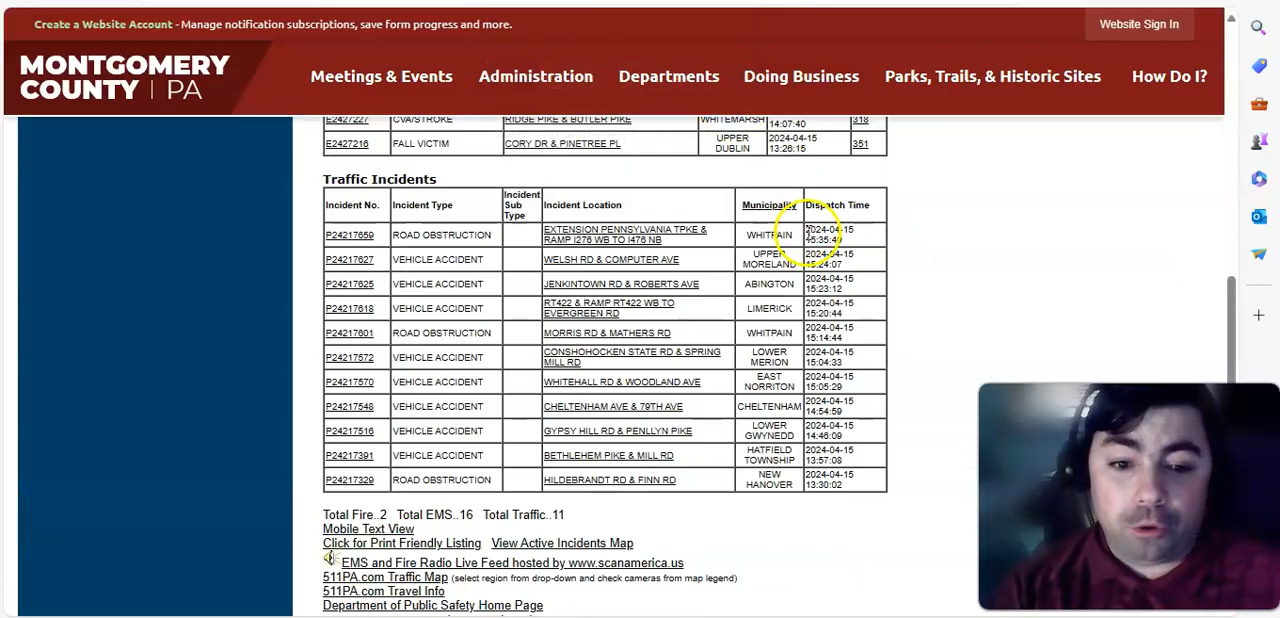 Create a Website Account - Manage notification subscriptions, save form progress and more.
Website Sign In
MONTGOMERY
COUNTY | PA
Meetings & Events
Administration
Departments
Doing Business
Parks, Trails, & Historic Sites
How Do I?
E2427227 CVA/STROKE RIDGE PIKE & BUTLER PIKE WHITEMARSH 14:07:40 318
E2427216 FALL VICTIM CORY DR & PINETREE PL UPPER DUBLIN 2024-04-15 13:26:15 351
Traffic Incidents
Incident No. Incident Type Incident Sub Type Incident Location Municipality Dispatch Time
P24217659 ROAD OBSTRUCTION EXTENSION PENNSYLVANIA TPKE & RAMP I276 WB TO I476 NB WHITPAIN 2024-04-15 15:35:49
P24217627 VEHICLE ACCIDENT WELSH RD & COMPUTER AVE UPPER MORELAND 2024-04-15 15:24:07
P24217625 VEHICLE ACCIDENT JENKINTOWN RD & ROBERTS AVE ABINGTON 2024-04-15 15:23:12
P24217618 VEHICLE ACCIDENT RT422 & RAMP RT422 WB TO EVERGREEN RD LIMERICK 2024-04-15 15:20:44
P24217601 ROAD OBSTRUCTION MORRIS RD & MATHERS RD WHITPAIN 2024-04-15 15:14:44
P24217572 VEHICLE ACCIDENT CONSHOHOCKEN STATE RD & SPRING MILL RD LOWER MERION 2024-04-15 15:04:33
P24217570 VEHICLE ACCIDENT WHITEHALL RD & WOODLAND AVE EAST NORRITON 2024-04-15 15:05:29
P24217548 VEHICLE ACCIDENT CHELTENHAM AVE & 79TH AVE CHELTENHAM 2024-04-15 14:54:59
P24217516 VEHICLE ACCIDENT GYPSY HILL RD & PENLLYN PIKE LOWER GWYNEDD 2024-04-15 14:46:09
P24217391 VEHICLE ACCIDENT BETHLEHEM PIKE & MILL RD HATFIELD TOWNSHIP 2024-04-15 13:57:08
P24217329 ROAD OBSTRUCTION HILDEBRANDT RD & FINN RD NEW HANOVER 2024-04-15 13:30:02
Total Fire..2 Total EMS..16 Total Traffic..11
Mobile Text View
Click for Print Friendly Listing View Active Incidents Map
EMS and Fire Radio Live Feed hosted by www.scanamerica.us
511PA.com Traffic Map (select region from drop-down and check cameras from map legend)
511PA.com Travel Info
Department of Public Safety Home Page